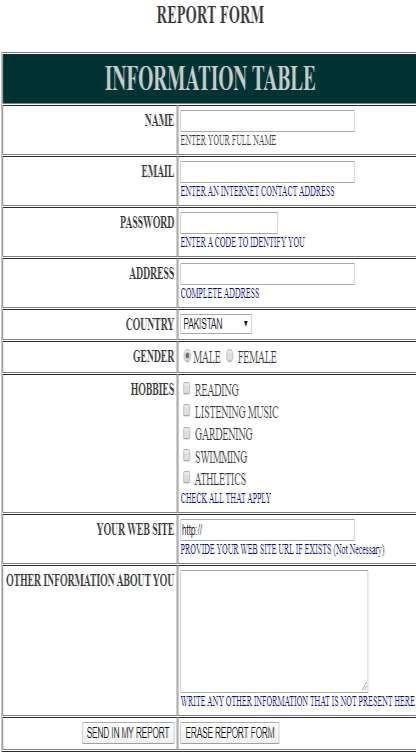 REPORT FORM
INFORMATION TABLE
NAME
ENTER YOUR FULL NAME
EMAIL
ENTER AN INTERNET CONTACT ADDRESS
PASSWORD
ENTER A CODE TO IDENTIFY YOU
ADDRESS
COMPLETE ADDRESS
COUNTRY PAKISTAN
GENDER MALE FEMALE
HOBBIES READING
LISTENING MUSIC
GARDENING
SWIMMING
ATHLETICS
CHECK ALL THAT APPLY
YOUR WEB SITE http://
PROVIDE YOUR WEB SITE URL IF EXISTS (Not Necessary)
OTHER INFORMATION ABOUT YOU
WRITE ANY OTHER INFORMATION THAT IS NOT PRESENT HERE
SEND IN MY REPORT ERASE REPORT FORM